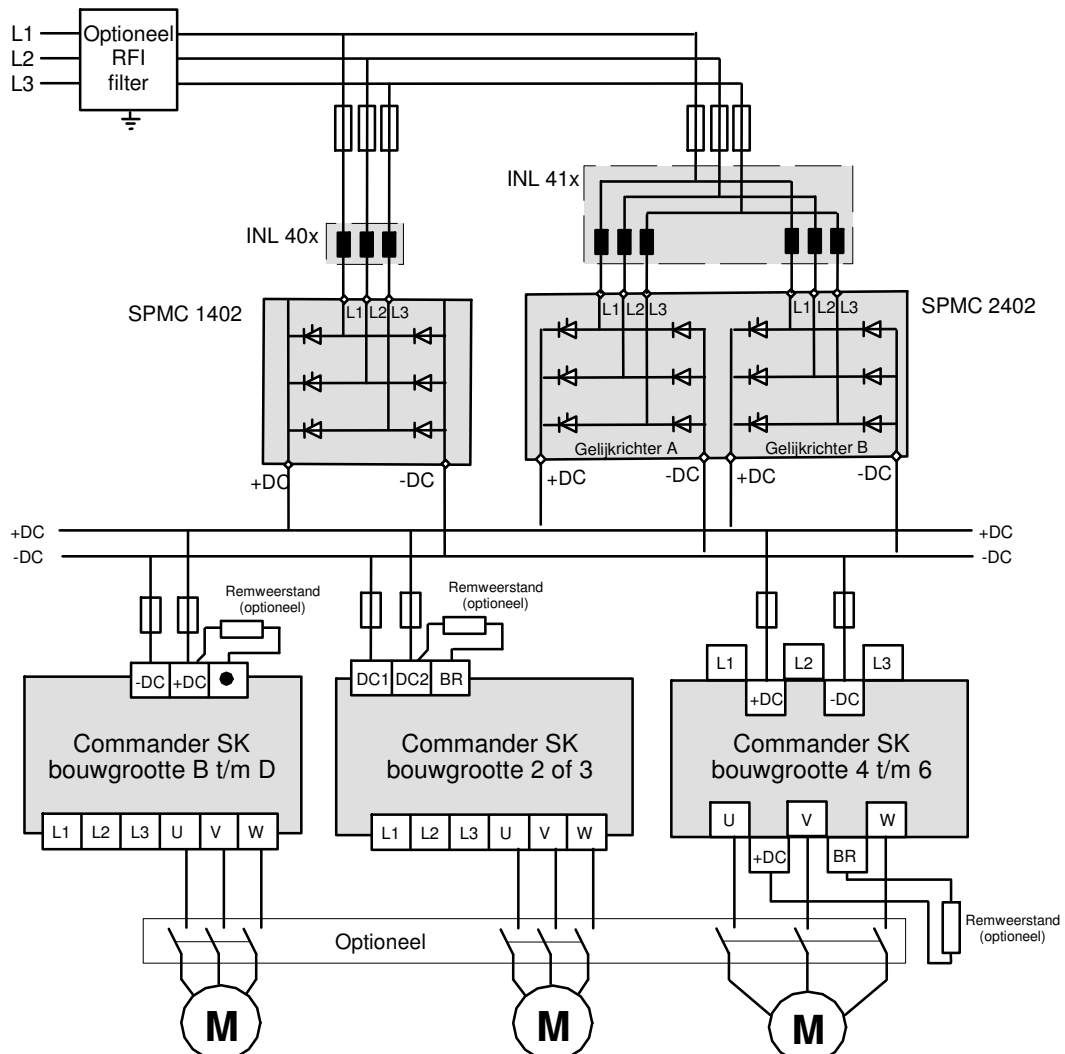 L1
L2
L3
Optioneel
RFI
filter
INL 41x
INL 40x
SPMC 1402
L1 L2 L3
L1 L2 L3
L1 L2 L3
SPMC 2402
Gelijkrichter A
Gelijkrichter B
+DC
-DC
+DC
-DC
+DC
-DC
+DC
-DC
+DC
-DC
Remweerstand
(optioneel)
Remweerstand
(optioneel)
-DC +DC
DC1 DC2 BR
L1 L2 L3
+DC -DC
Commander SK
bouwgrootte B t/m D
Commander SK
bouwgrootte 2 of 3
Commander SK
bouwgrootte 4 t/m 6
L1 L2 L3 U V W
L1 L2 L3 U V W
U V W
+DC BR
Remweerstand
(optioneel)
Optioneel
M
M
M